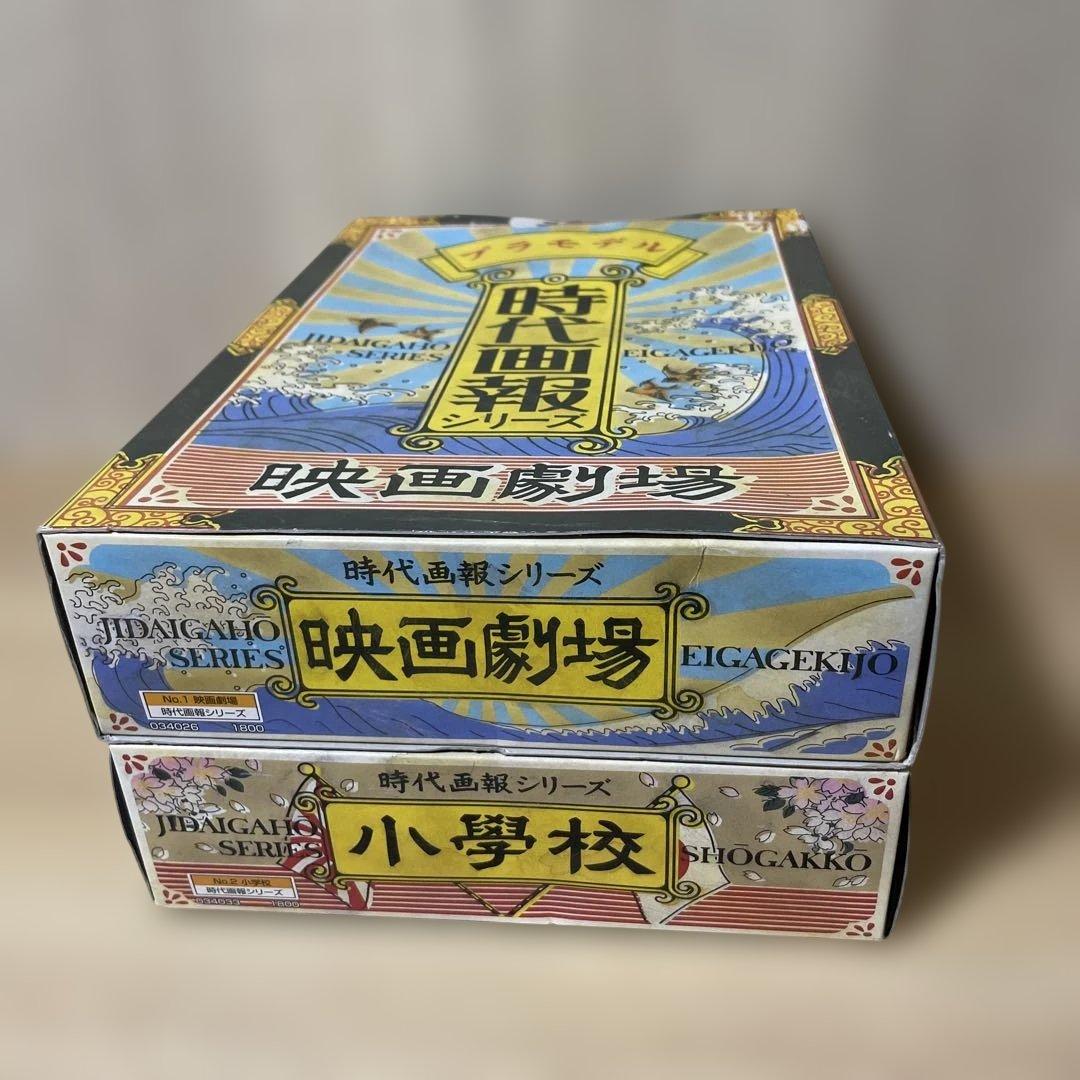 プラモデル
時代画報
シリーズ
JIDAIGAHO
SERIES
EIGAGEKIJO
映画劇場
時代画報シリーズ
JIDAIGAHO
SERIES
映画劇場
EIGAGEKIJO
No.1 映画劇場
時代画報シリーズ
034026 1800
時代画報シリーズ
JIDAIGAHO
SERIES
小學校
SHŌGAKKŌ
No.2 小学校
時代画報シリーズ
034033 1800